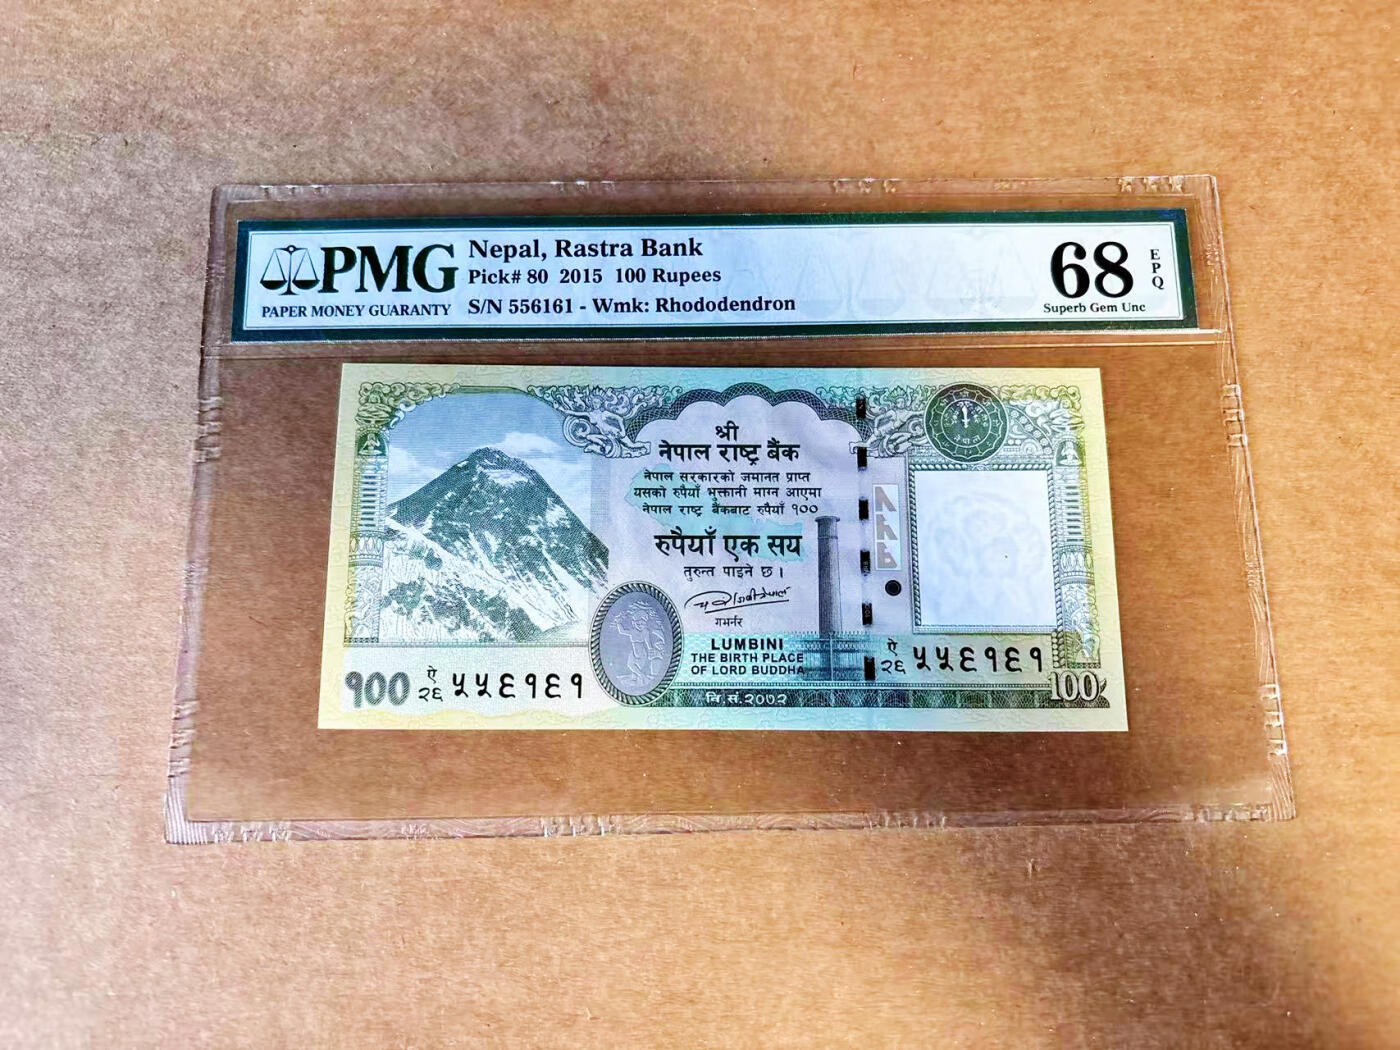 PMG
PAPER MONEY GUARANTY
Nepal, Rastra Bank
Pick# 80 2015 100 Rupees
S/N 556161 - Wmk: Rhododendron
68
EPQ
Superb Gem Unc
श्री
नेपाल राष्ट्र बैंक
नेपाल सरकारको जमानत प्राप्त
यसको रुपैयाँ भुक्तानी माग्न आएमा
नेपाल राष्ट्र बैंकबाट रुपैयाँ १००
रुपैयाँ एक सय
तुरुन्त पाइने छ।
गभर्नर
LUMBINI
THE BIRTH PLACE
OF LORD BUDDHA
ऐ
२६ ५५६१६१
१००
ऐ
२६ ५५६१६१
100
वि.सं.२०७२